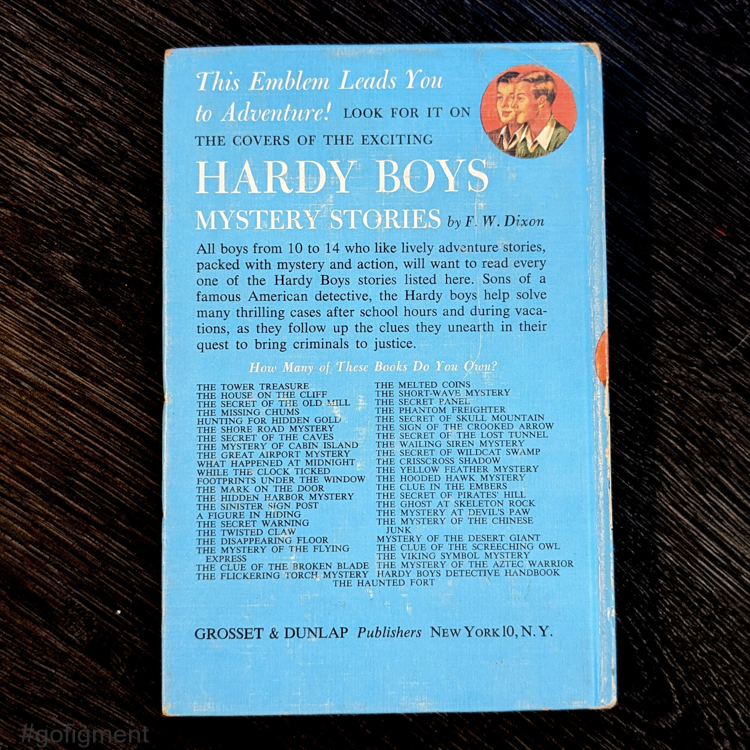 This Emblem Leads You
to Adventure! LOOK FOR IT ON
THE COVERS OF THE EXCITING
HARDY BOYS
MYSTERY STORIES by F. W. Dixon
All boys from 10 to 14 who like lively adventure stories,
packed with mystery and action, will want to read every
one of the Hardy Boys stories listed here. Sons of a
famous American detective, the Hardy boys help solve
many thrilling cases after school hours and during vaca-
tions, as they follow up the clues they unearth in their
quest to bring criminals to justice.
How Many of These Books Do You Own?
THE TOWER TREASURE
THE HOUSE ON THE CLIFF
THE SECRET OF THE OLD MILL
THE MISSING CHUMS
HUNTING FOR HIDDEN GOLD
THE SHORE ROAD MYSTERY
THE SECRET OF THE CAVES
THE MYSTERY OF CABIN ISLAND
THE GREAT AIRPORT MYSTERY
WHAT HAPPENED AT MIDNIGHT
WHILE THE CLOCK TICKED
FOOTPRINTS UNDER THE WINDOW
THE MARK ON THE DOOR
THE HIDDEN HARBOR MYSTERY
THE SINISTER SIGN POST
A FIGURE IN HIDING
THE SECRET WARNING
THE TWISTED CLAW
THE DISAPPEARING FLOOR
THE MYSTERY OF THE FLYING
EXPRESS
THE CLUE OF THE BROKEN BLADE
THE FLICKERING TORCH MYSTERY
THE MELTED COINS
THE SHORT-WAVE MYSTERY
THE SECRET PANEL
THE PHANTOM FREIGHTER
THE SECRET OF SKULL MOUNTAIN
THE SIGN OF THE CROOKED ARROW
THE SECRET OF THE LOST TUNNEL
THE WAILING SIREN MYSTERY
THE SECRET OF WILDCAT SWAMP
THE CRISSCROSS SHADOW
THE YELLOW FEATHER MYSTERY
THE HOODED HAWK MYSTERY
THE CLUE IN THE EMBERS
THE SECRET OF PIRATES' HILL
THE GHOST AT SKELETON ROCK
THE MYSTERY AT DEVIL'S PAW
THE MYSTERY OF THE CHINESE
JUNK
MYSTERY OF THE DESERT GIANT
THE CLUE OF THE SCREECHING OWL
THE VIKING SYMBOL MYSTERY
THE MYSTERY OF THE AZTEC WARRIOR
HARDY BOYS DETECTIVE HANDBOOK
THE HAUNTED FORT
GROSSET & DUNLAP Publishers NEW YORK 10, N. Y.
#gofigment